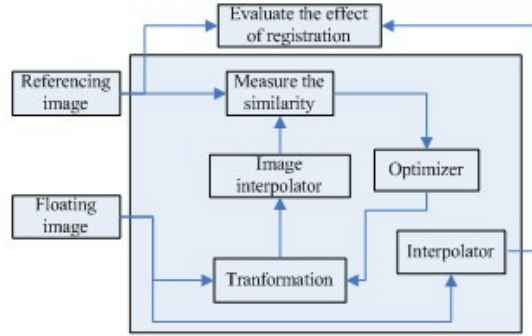 Evaluate the effect
of registration
Referencing
image
Measure the
similarity
Image
interpolator
Optimizer
Floating
image
Interpolator
Tranformation